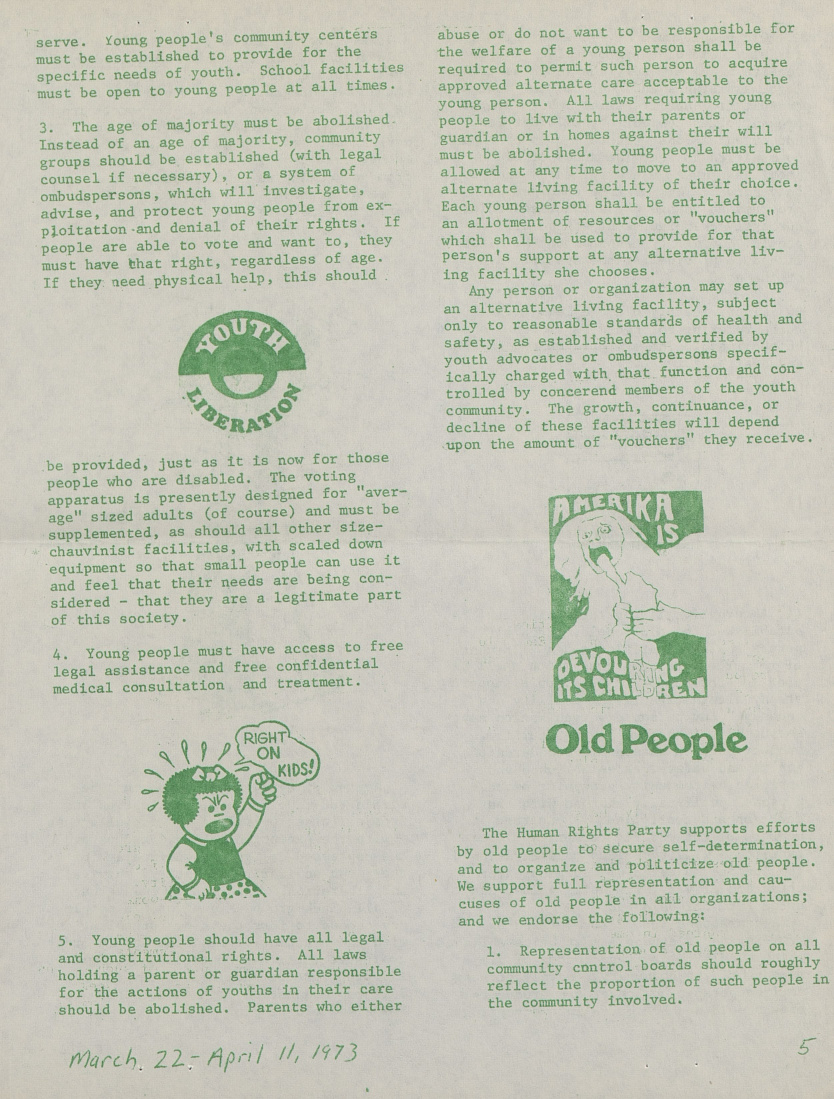 serve.  Young people's community centers
must be established to provide for the
specific needs of youth.  School facilities
must be open to young people at all times.
3.  The age of majority must be abolished.
Instead of an age of majority, community
groups should be established (with legal
counsel if necessary), or a system of
ombudspersons, which will investigate,
advise, and protect young people from ex-
ploitation and denial of their rights.  If
people are able to vote and want to, they
must have that right, regardless of age.
If they need physical help, this should
YOUTH
LIBERATION
be provided, just as it is now for those
people who are disabled.  The voting
apparatus is presently designed for "aver-
age" sized adults (of course) and must be
supplemented, as should all other size-
chauvinist facilities, with scaled down
equipment so that small people can use it
and feel that their needs are being con-
sidered - that they are a legitimate part
of this society.
4.  Young people must have access to free
legal assistance and free confidential
medical consultation  and treatment.
RIGHT
ON
KIDS!
5.  Young people should have all legal
and constitutional rights.  All laws
holding a parent or guardian responsible
for the actions of youths in their care
should be abolished.  Parents who either
abuse or do not want to be responsible for
the welfare of a young person shall be
required to permit such person to acquire
approved alternate care acceptable to the
young person.  All laws requiring young
people to live with their parents or
guardian or in homes against their will
must be abolished.  Young people must be
allowed at any time to move to an approved
alternate living facility of their choice.
Each young person shall be entitled to
an allotment of resources or "vouchers"
which shall be used to provide for that
person's support at any alternative liv-
ing facility she chooses.
Any person or organization may set up
an alternative living facility, subject
only to reasonable standards of health and
safety, as established and verified by
youth advocates or ombudspersons specif-
ically charged with that function and con-
trolled by concerend members of the youth
community.  The growth, continuance, or
decline of these facilities will depend
upon the amount of "vouchers" they receive.
AMERIKA
IS
DEVOURING
ITS CHILDREN
Old People
The Human Rights Party supports efforts
by old people to secure self-determination,
and to organize and politicize old people.
We support full representation and cau-
cuses of old people in all organizations;
and we endorse the following:
1.  Representation of old people on all
community control boards should roughly
reflect the proportion of such people in
the community involved.
March 22 - April 11, 1973
5